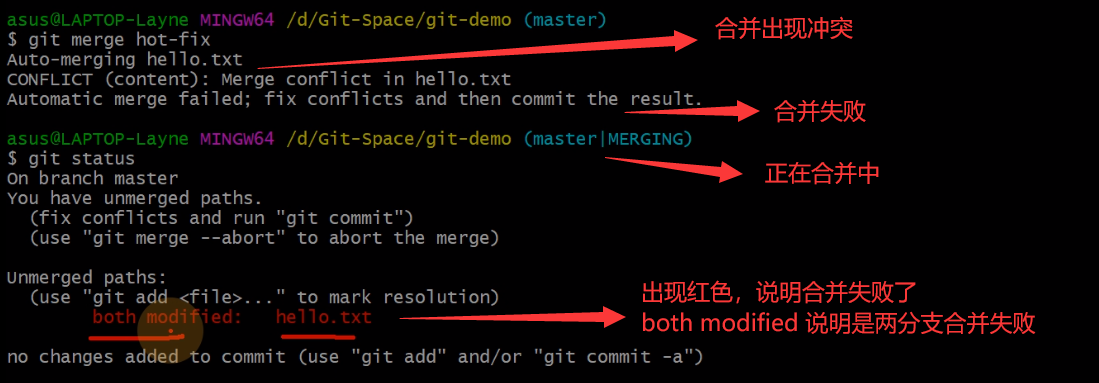 asus@LAPTOP-Layne MINGW64 /d/Git-Space/git-demo (master)
$ git merge hot-fix
合并出现冲突
Auto-merging hello.txt
CONFLICT (content): Merge conflict in hello.txt
Automatic merge failed; fix conflicts and then commit the result.
合并失败
asus@LAPTOP-Layne MINGW64 /d/Git-Space/git-demo (master|MERGING)
$ git status
正在合并中
On branch master
You have unmerged paths.
(fix conflicts and run "git commit")
(use "git merge --abort" to abort the merge)
Unmerged paths:
(use "git add <file>..." to mark resolution)
出现红色，说明合并失败了
both modified: hello.txt
both modified 说明是两分支合并失败
no changes added to commit (use "git add" and/or "git commit -a")